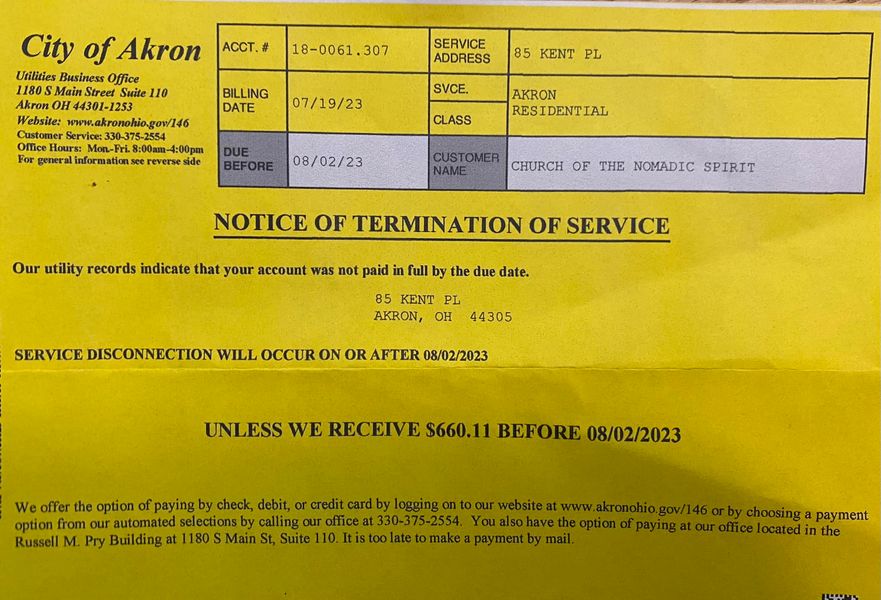 City of Akron
Utilities Business Office
1180 S Main Street Suite 110
Akron OH 44301-1253
Website: www.akronohio.gov/146
Customer Service: 330-375-2554
Office Hours: Mon.-Fri. 8:00am-4:00pm
For general information see reverse side
ACCT. # 18-0061.307 SERVICE ADDRESS 85 KENT PL
BILLING DATE 07/19/23 SVCE. AKRON
CLASS RESIDENTIAL
DUE BEFORE 08/02/23 CUSTOMER NAME CHURCH OF THE NOMADIC SPIRIT
NOTICE OF TERMINATION OF SERVICE
Our utility records indicate that your account was not paid in full by the due date.
85 KENT PL
AKRON, OH 44305
SERVICE DISCONNECTION WILL OCCUR ON OR AFTER 08/02/2023
UNLESS WE RECEIVE $660.11 BEFORE 08/02/2023
We offer the option of paying by check, debit, or credit card by logging on to our website at www.akronohio.gov/146 or by choosing a payment
option from our automated selections by calling our office at 330-375-2554. You also have the option of paying at our office located in the
Russell M. Pry Building at 1180 S Main St, Suite 110. It is too late to make a payment by mail.